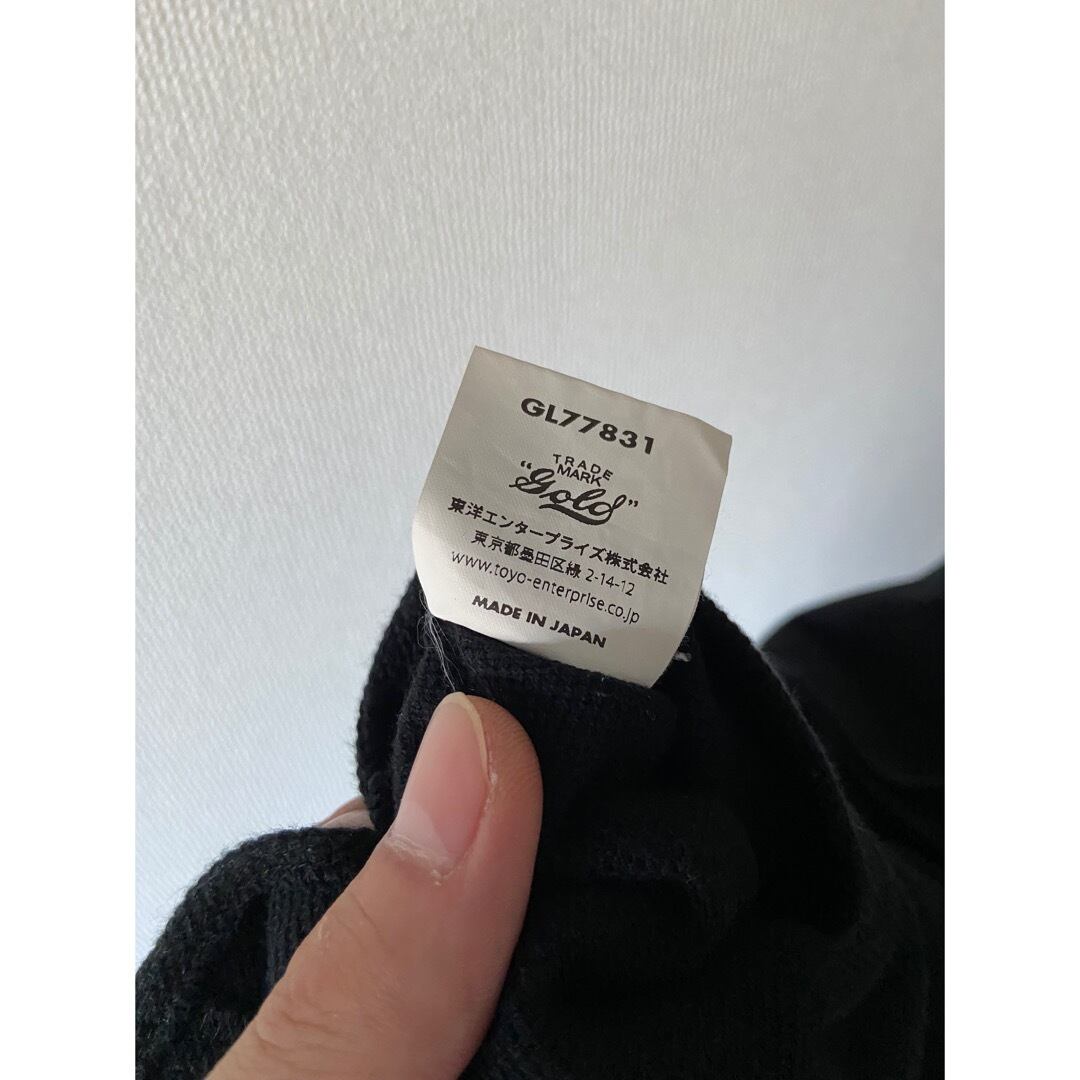 GL77831
TRADE
MARK
"Gold"
東洋エンタープライズ株式会社
東京都墨田区緑 2-14-12
www.toyo-enterprise.co.jp
MADE IN JAPAN